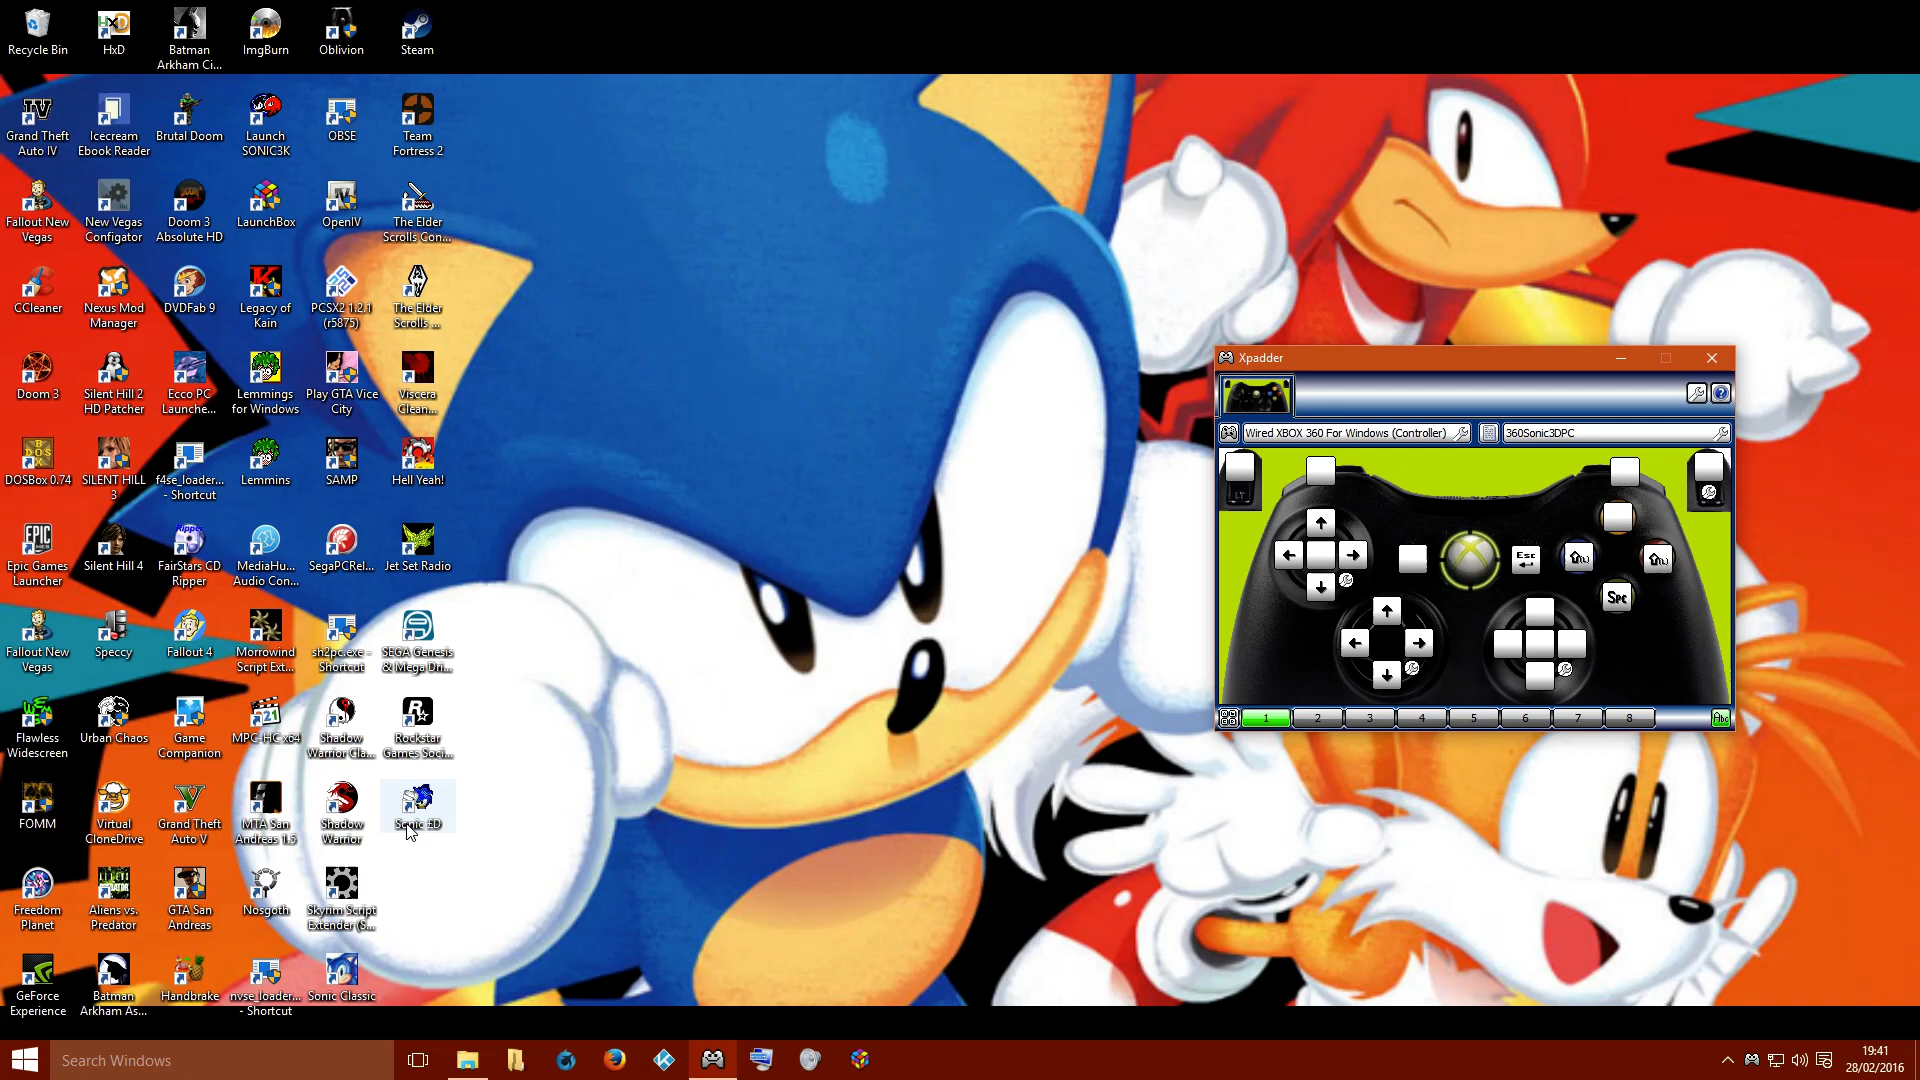 Recycle Bin
HxD
Batman
Arkham Ci...
ImgBurn
Oblivion
Steam
Grand Theft
Auto IV
Icecream
Ebook Reader
Brutal Doom
Launch
SONIC3K
OBSE
Team
Fortress 2
Fallout New
Vegas
New Vegas
Configator
Doom 3
Absolute HD
LaunchBox
OpenIV
The Elder
Scrolls Con...
CCleaner
Nexus Mod
Manager
DVDFab 9
Legacy of
Kain
PCSX2 1.2.1
(r5875)
The Elder
Scrolls ...
Doom 3
Silent Hill 2
HD Patcher
Ecco PC
Launche...
Lemmings
for Windows
Play GTA Vice
City
Viscera
Clean...
DOSBox 0.74
SILENT HILL
3
f4se_loader...
- Shortcut
Lemmins
SAMP
Hell Yeah!
Epic Games
Launcher
Silent Hill 4
FairStars CD
Ripper
MediaHu...
Audio Con...
SegaPCRel...
Jet Set Radio
Fallout New
Vegas
Speccy
Fallout 4
Morrowind
Script Ext...
sh2pc.exe -
Shortcut
SEGA Genesis
& Mega Dri...
Flawless
Widescreen
Urban Chaos
Game
Companion
MPC-HC x64
Shadow
Warrior Cla...
Rockstar
Games Soci...
FOMM
Virtual
CloneDrive
Grand Theft
Auto V
MTA San
Andreas 1.5
Shadow
Warrior
Freedom
Planet
Aliens vs.
Predator
GTA San
Andreas
Nosgoth
Skyrim Script
Extender (S...
GeForce
Experience
Batman
Arkham As...
Handbrake
nvse_loader...
- Shortcut
Sonic Classic
Xpadder
Wired XBOX 360 For Windows (Controller)
360Sonic3DPC
LT
Esc
Spc
1 2 3 4 5 6 7 8
Abc
Search Windows
19:41
28/02/2016